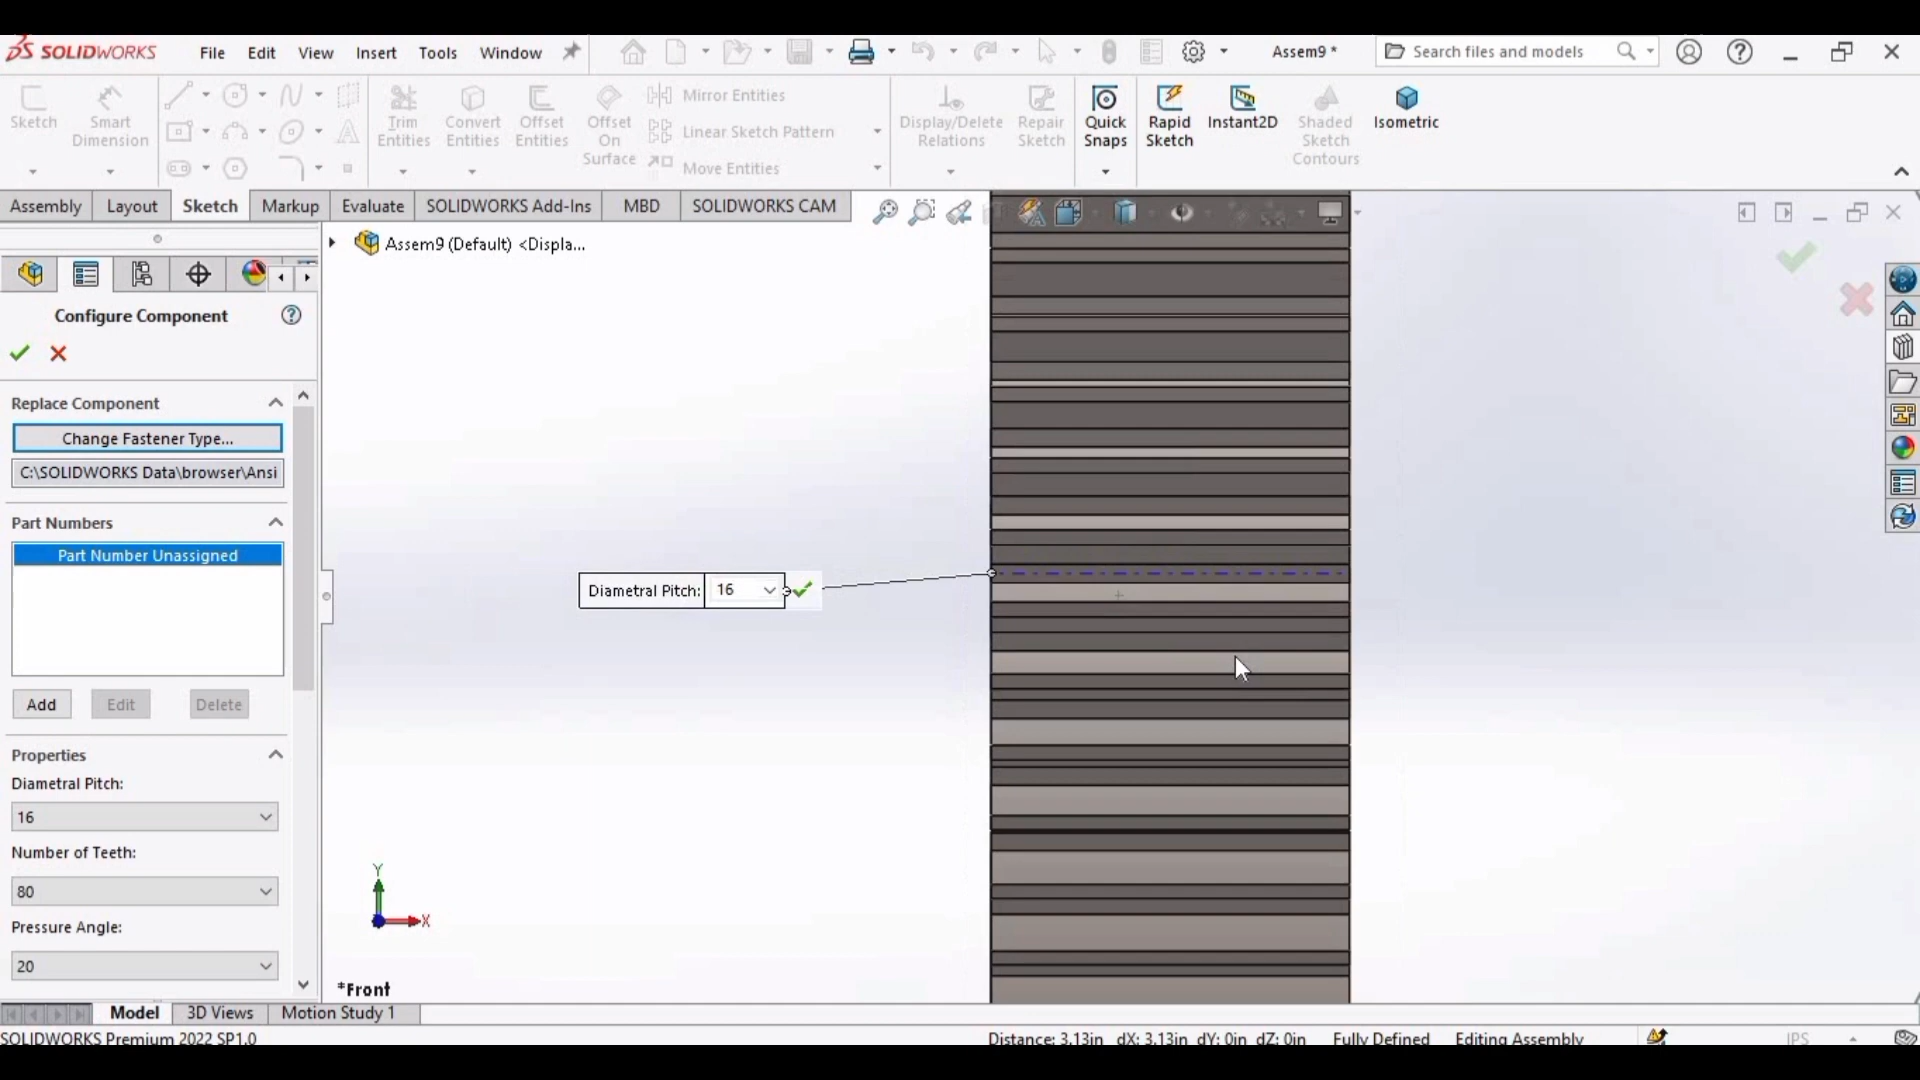 SOLIDWORKS File Edit View Insert Tools Window Assem9 * Search files and models
Sketch
Smart Dimension
Trim Entities
Convert Entities
Offset Entities
Offset On Surface
Mirror Entities
Linear Sketch Pattern
Move Entities
Display/Delete Relations
Repair Sketch
Quick Snaps
Rapid Sketch
Instant2D
Shaded Sketch Contours
Isometric
Assembly Layout Sketch Markup Evaluate SOLIDWORKS Add-Ins MBD SOLIDWORKS CAM
Assem9 (Default) <Displa...
Configure Component
Replace Component
Change Fastener Type...
C:\SOLIDWORKS Data\browser\Ansi
Part Numbers
Part Number Unassigned
Add Edit Delete
Properties
Diametral Pitch:
16
Number of Teeth:
80
Pressure Angle:
20
Diametral Pitch: 16
Y
X
*Front
Model 3D Views Motion Study 1
SOLIDWORKS Premium 2022 SP1.0 Distance: 3.13in dX: 3.13in dY: 0in dZ: 0in Fully Defined Editing Assembly IPS